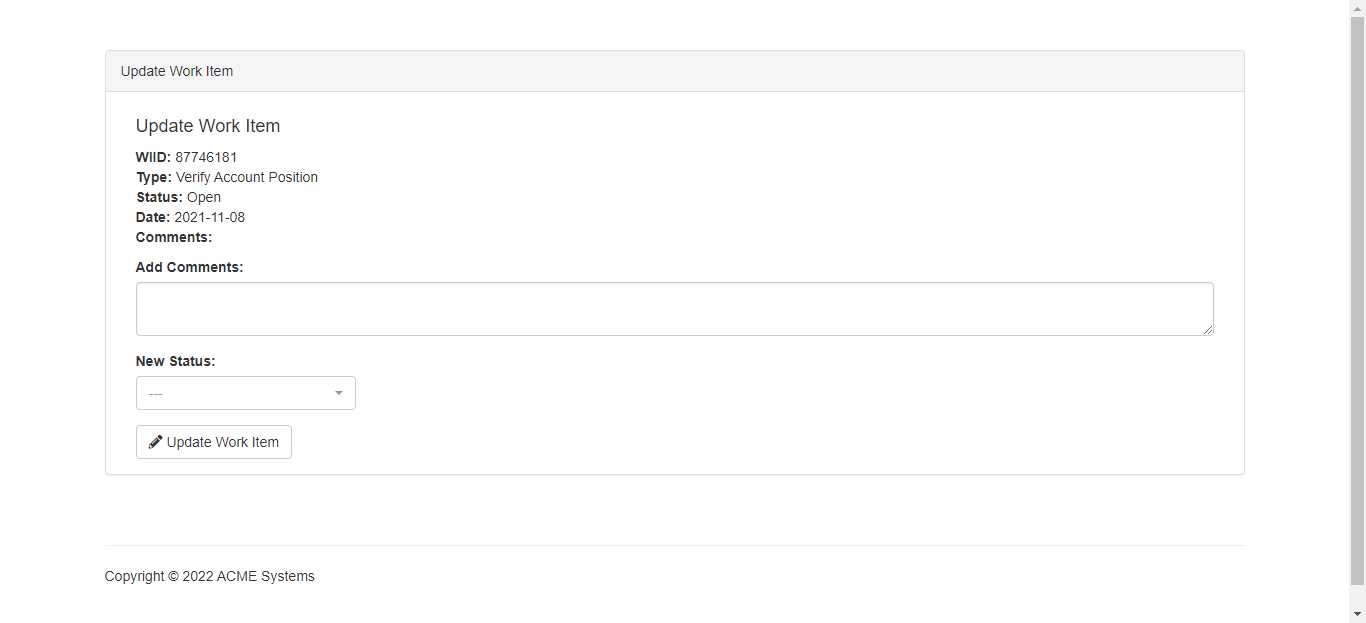 Update Work Item
Update Work Item
WIID: 87746181
Type: Verify Account Position
Status: Open
Date: 2021-11-08
Comments:
Add Comments:
New Status:
---
Update Work Item
Copyright © 2022 ACME Systems